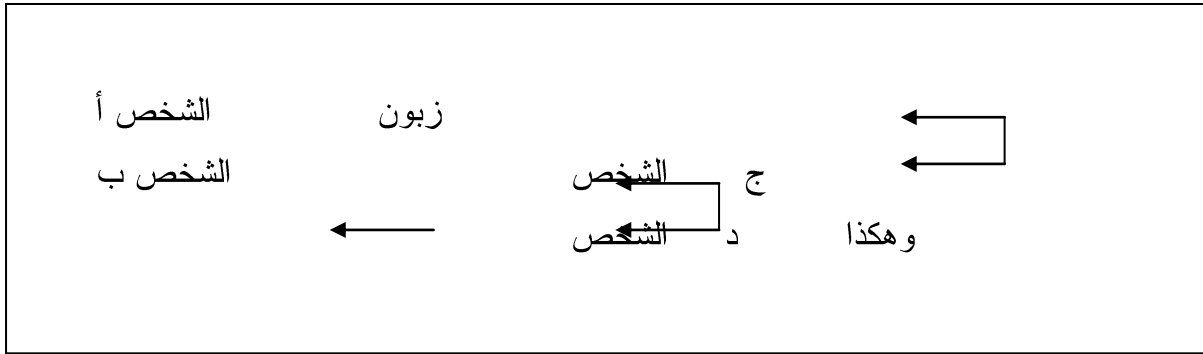 زبون الشخص أ
ج الشخص الشخص ب
وهكذا د الشخص